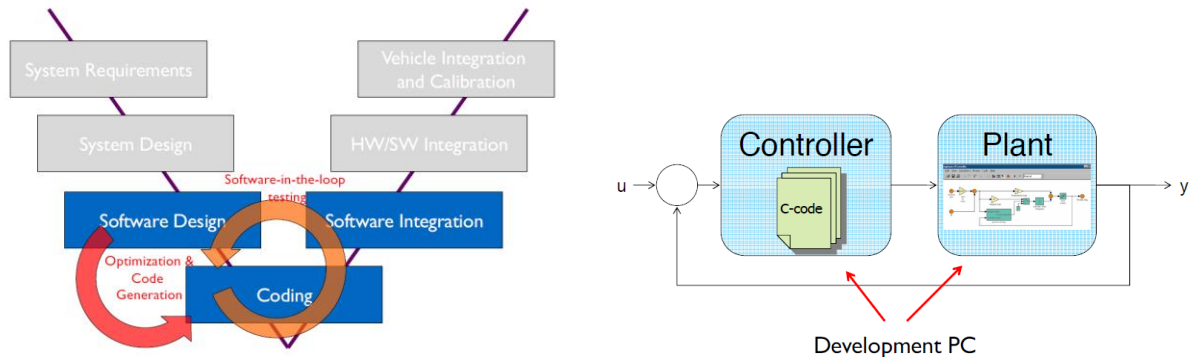 System Requirements
Vehicle Integration
and Calibration
System Design
HW/SW Integration
Software-in-the-loop
testing
Software Design
Software Integration
Optimization &
Code
Generation
Coding
Controller
Plant
u
C-code
y
Development PC